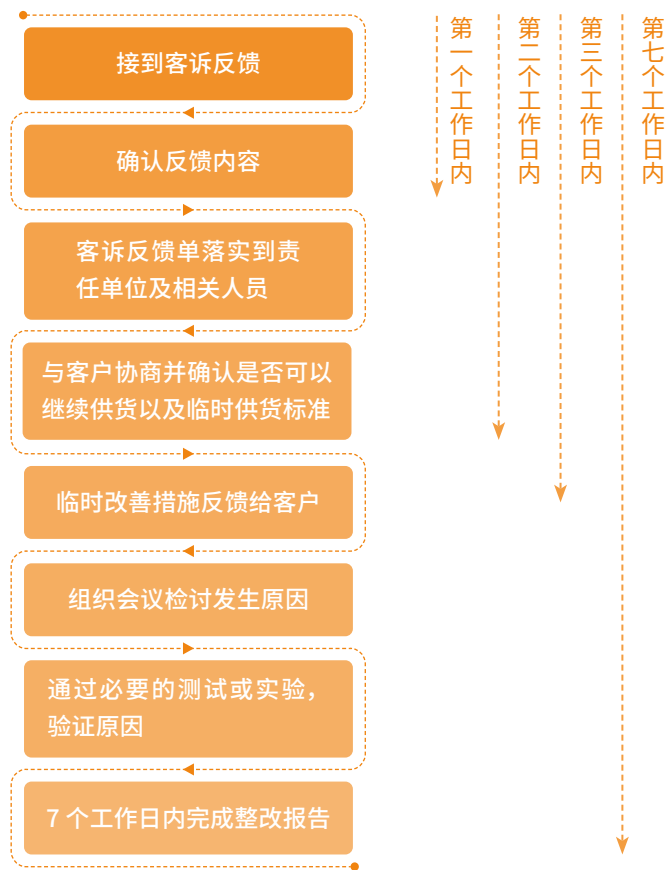 接到客诉反馈
确认反馈内容
客诉反馈单落实到责
任单位及相关人员
与客户协商并确认是否可以
继续供货以及临时供货标准
临时改善措施反馈给客户
组织会议检讨发生原因
通过必要的测试或实验，
验证原因
7个工作日内完成整改报告
第一个工作日内
第二个工作日内
第三个工作日内
第七个工作日内